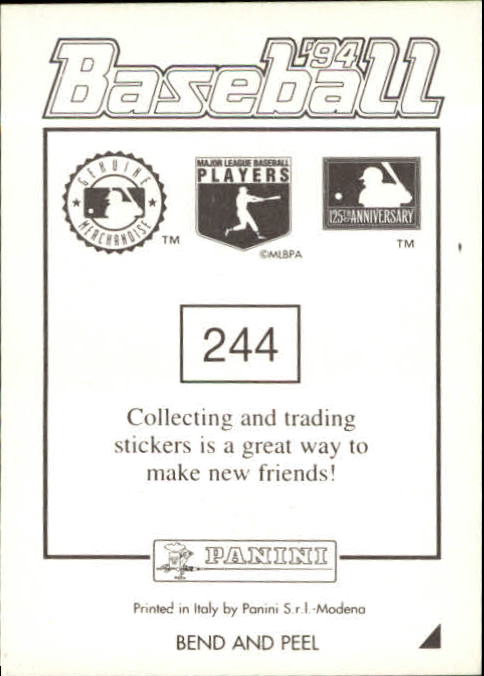 Baseball '94
GENUINE
MERCHANDISE
TM
MAJOR LEAGUE BASEBALL
PLAYERS
©MLBPA
125TH ANNIVERSARY
TM
244
Collecting and trading
stickers is a great way to
make new friends!
PANINI
Printed in Italy by Panini S.r.l.-Modena
BEND AND PEEL